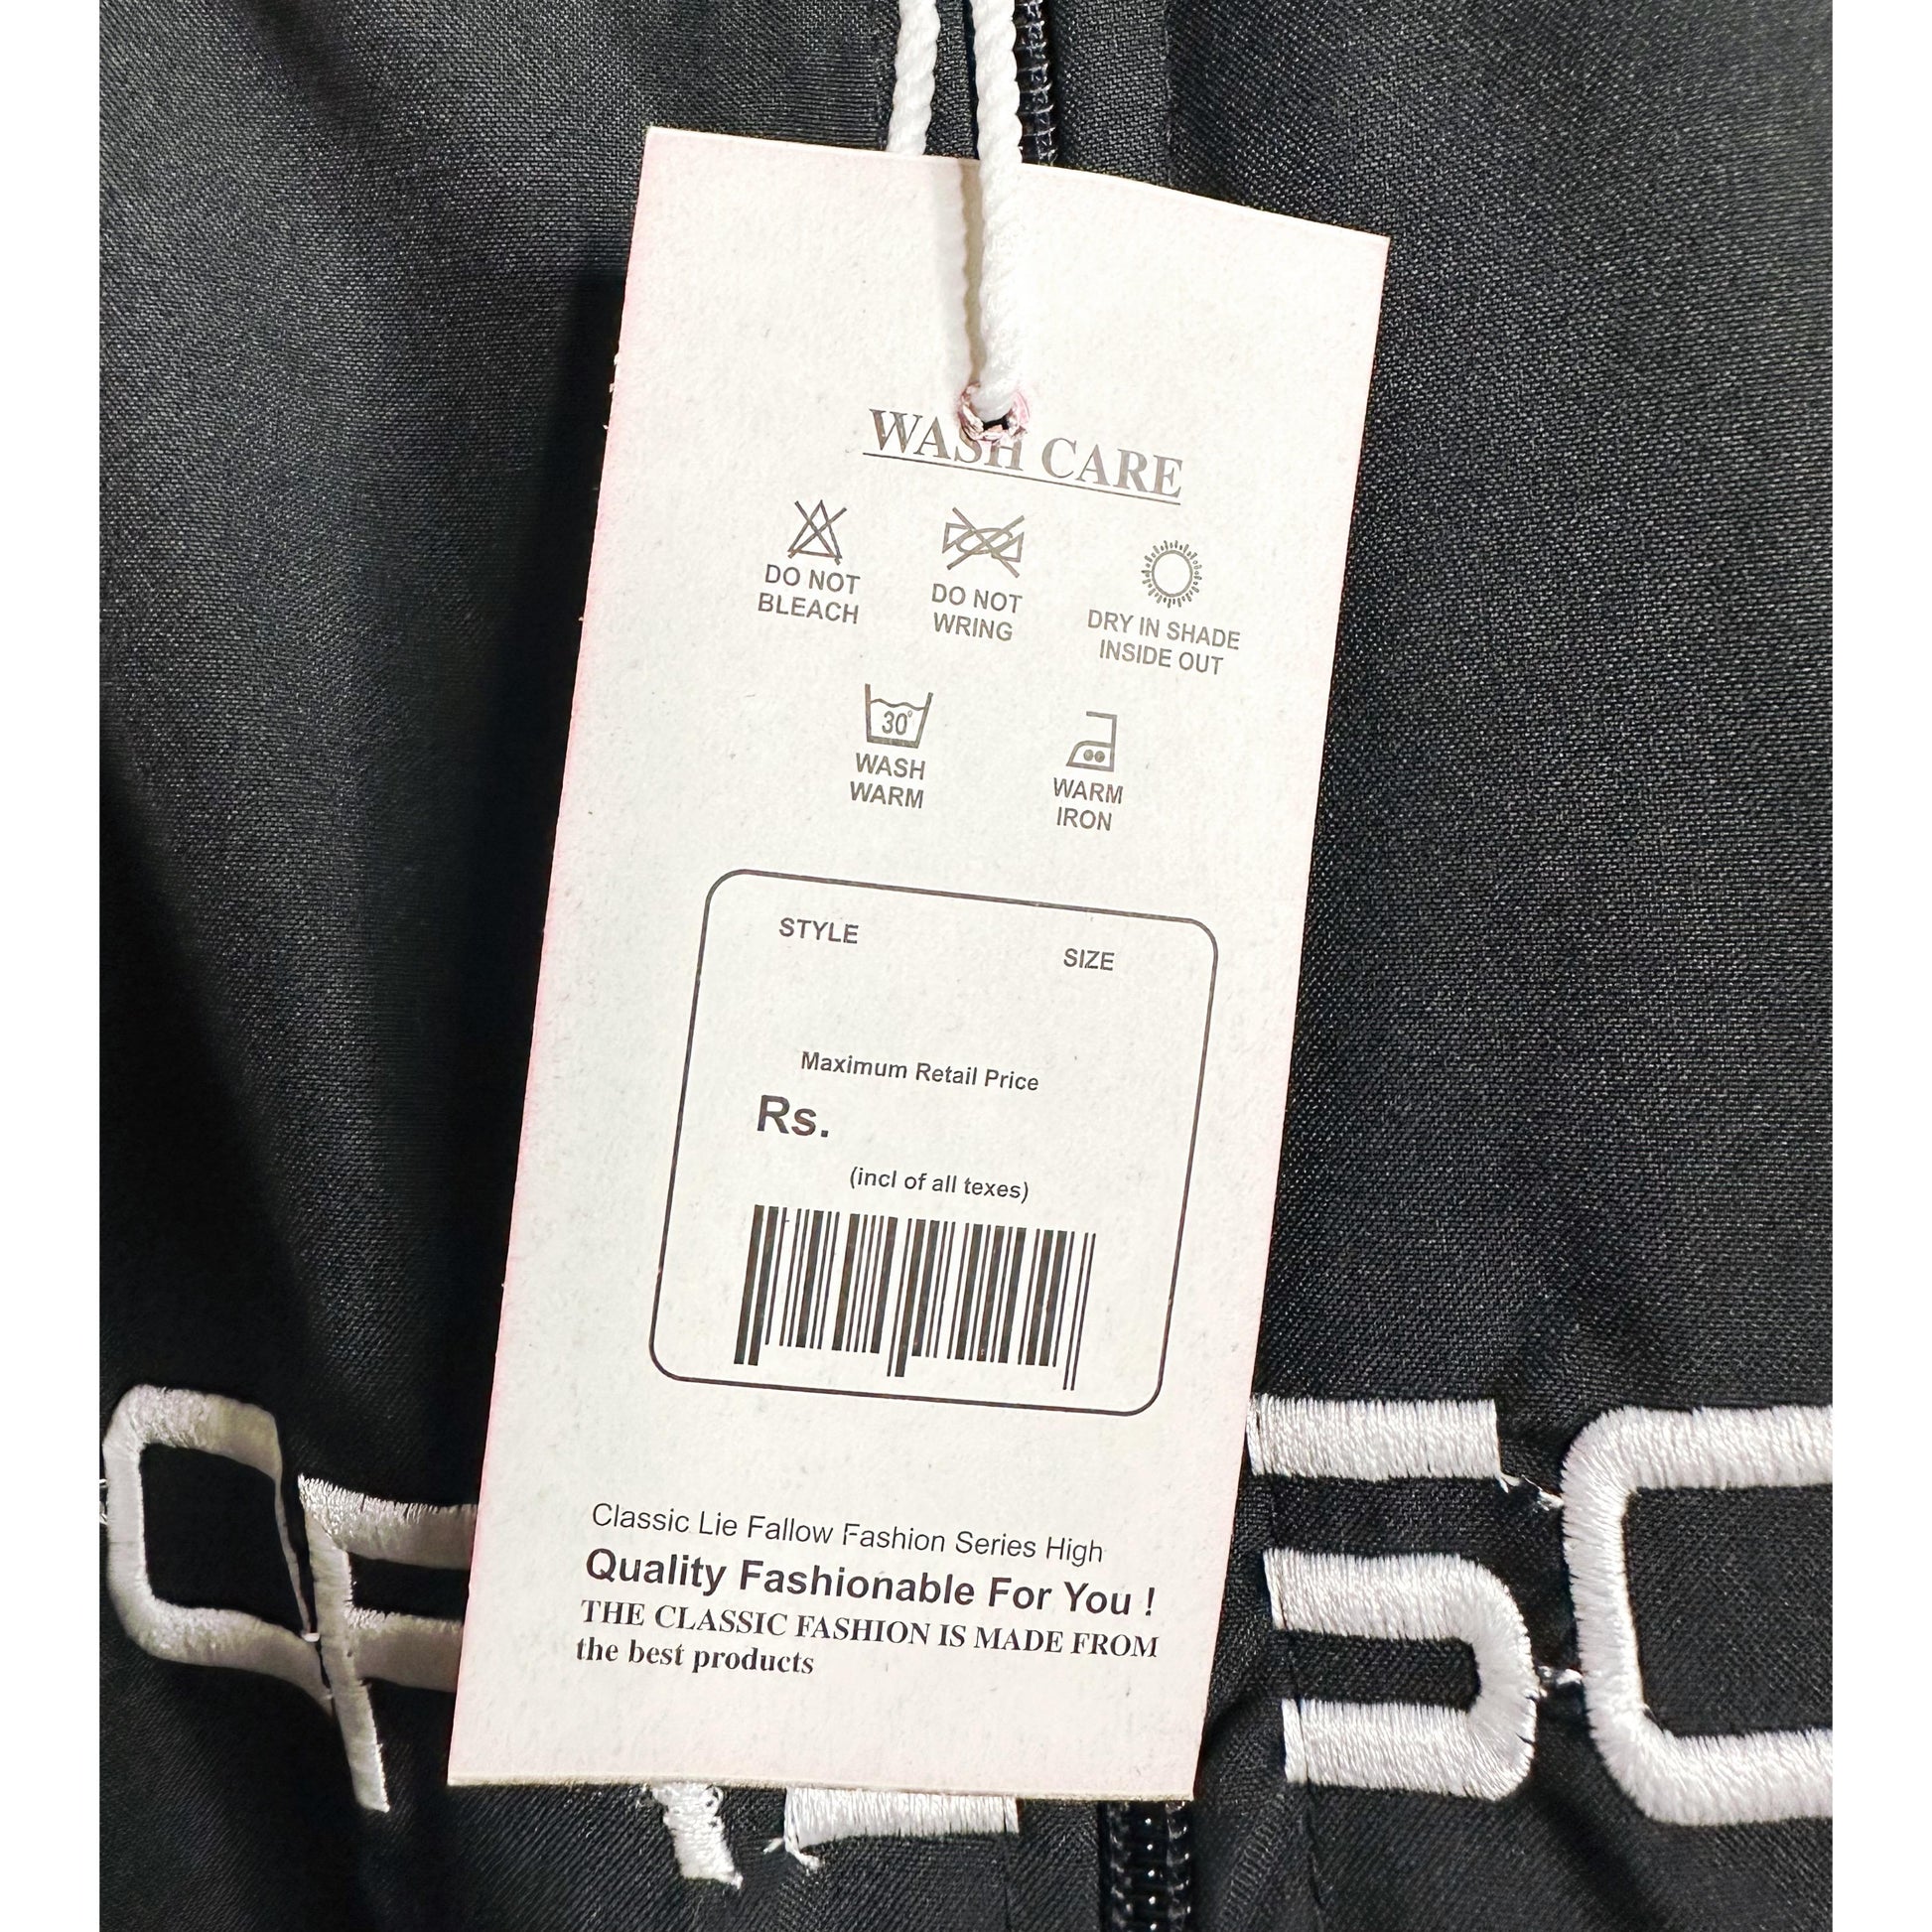 WASH CARE
DO NOT
BLEACH
DO NOT
WRING
DRY IN SHADE
INSIDE OUT
30°
WASH
WARM
WARM
IRON
STYLE
SIZE
Maximum Retail Price
Rs.
(incl of all texes)
Classic Lie Fallow Fashion Series High
Quality Fashionable For You !
THE CLASSIC FASHION IS MADE FROM
the best products